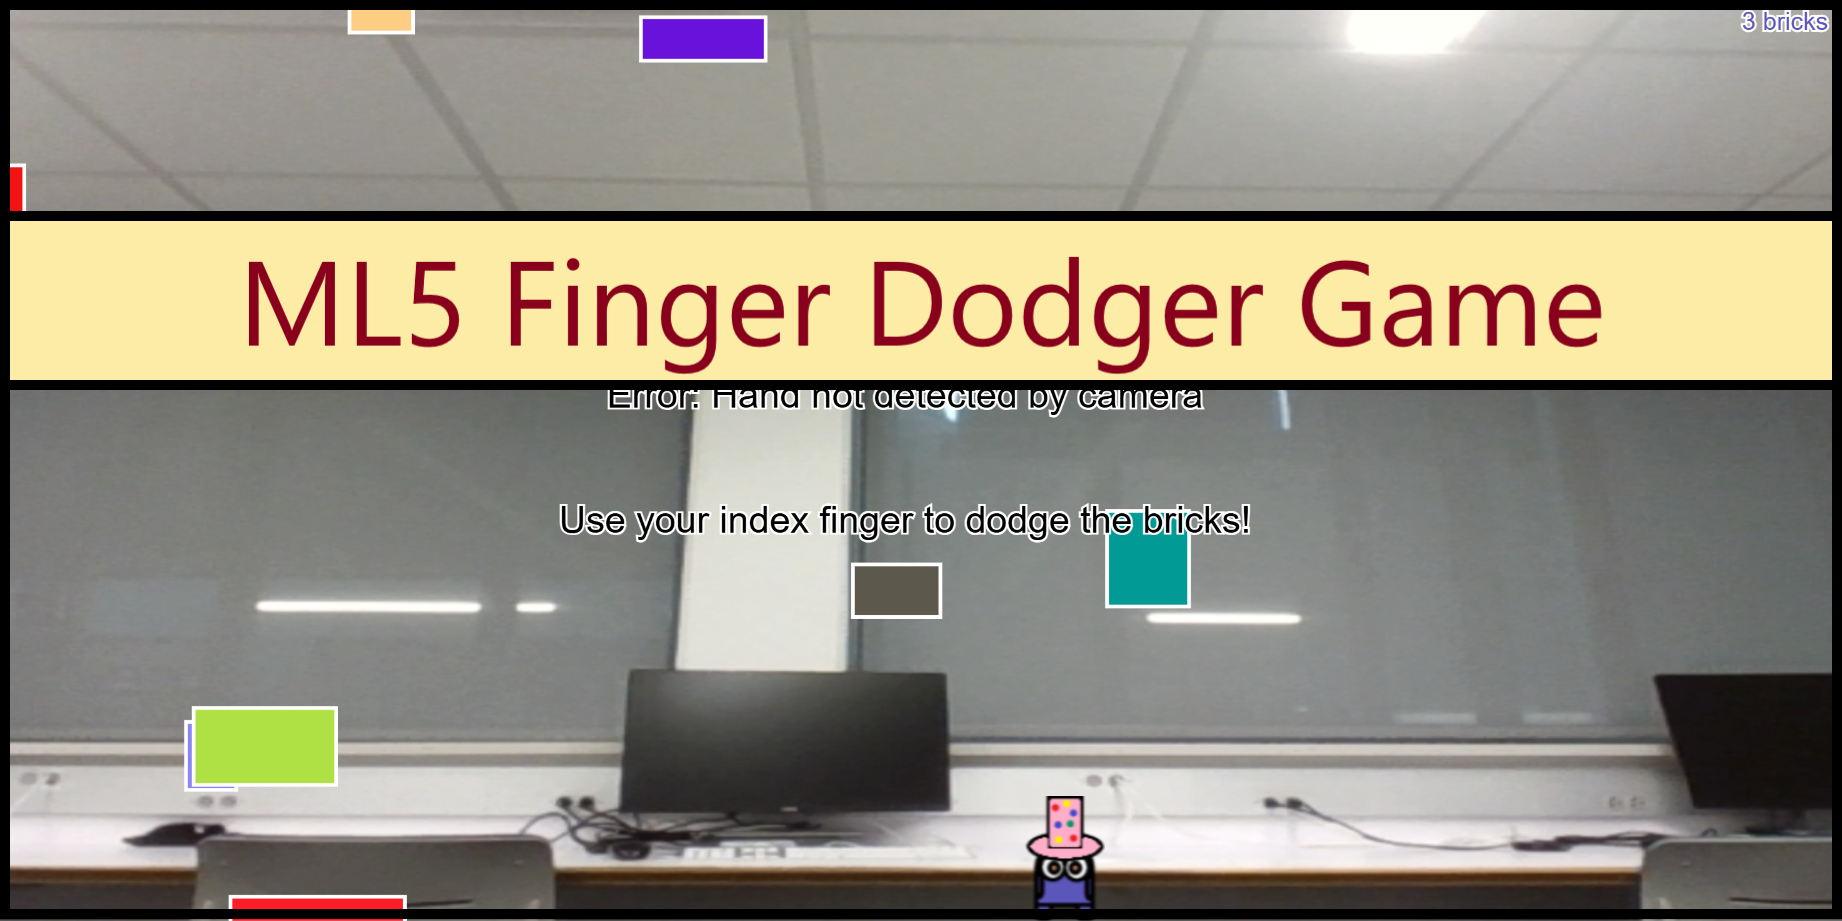 3 bricks
ML5 Finger Dodger Game
Error: Hand not detected by camera
Use your index finger to dodge the bricks!